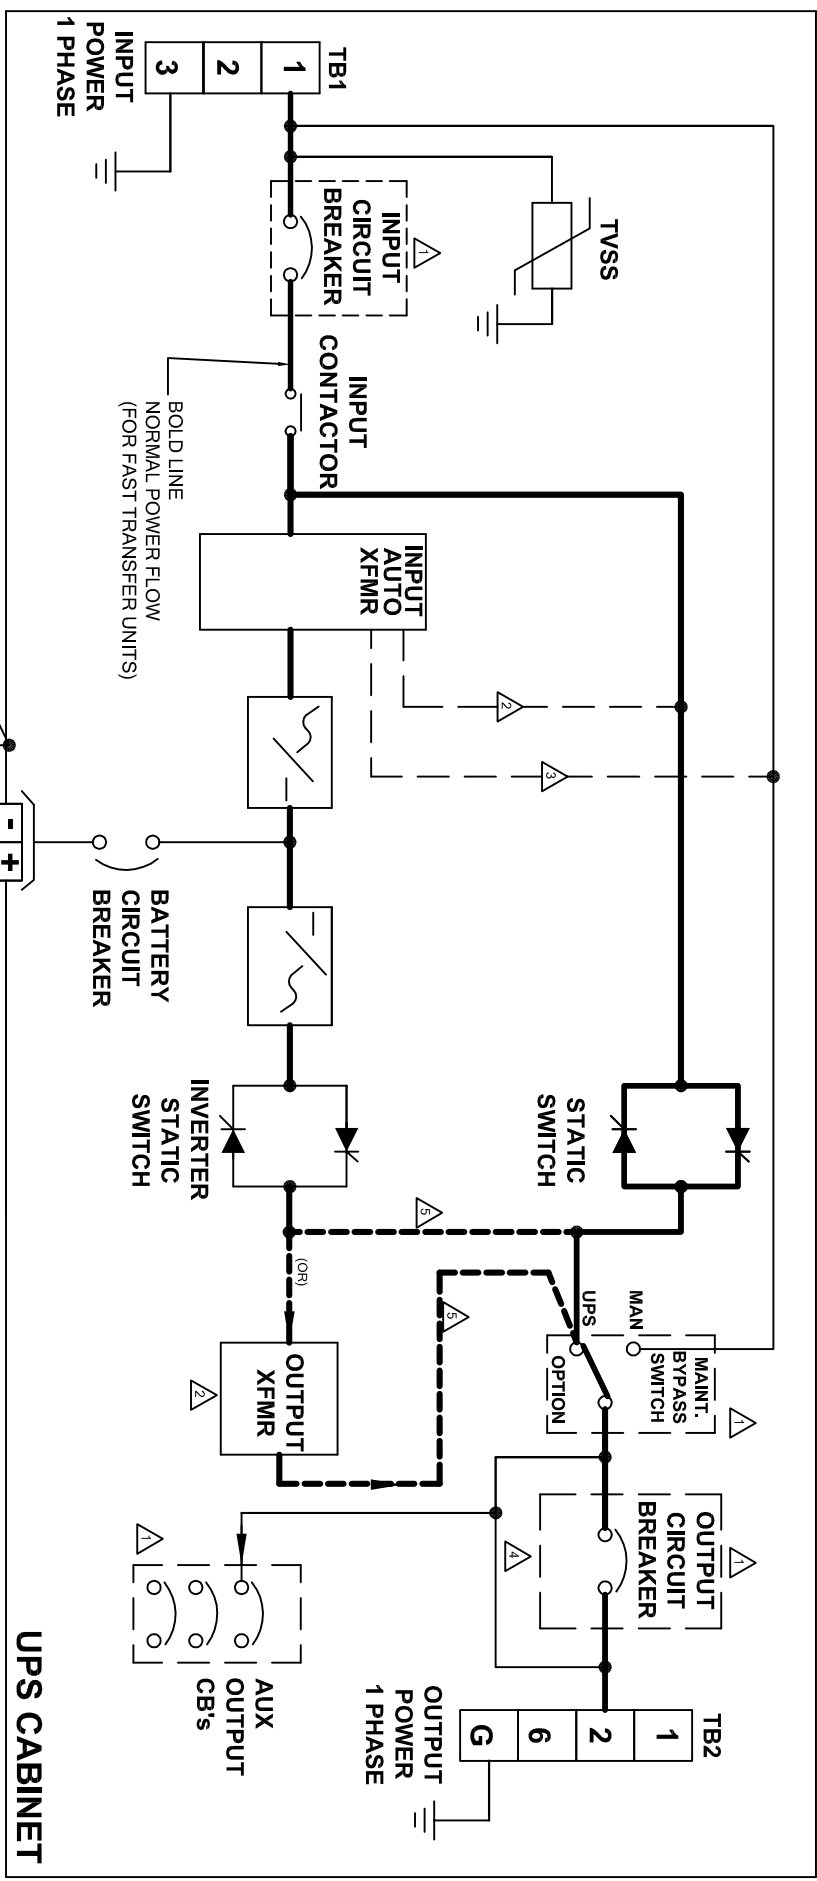 TB1
1
2
3
INPUT
POWER
1 PHASE
TVSS
1
INPUT
CIRCUIT
BREAKER
INPUT
CONTACTOR
BOLD LINE
NORMAL POWER FLOW
(FOR FAST TRANSFER UNITS)
INPUT
AUTO
XFMR
2
3
- +
BATTERY
CIRCUIT
BREAKER
STATIC
SWITCH
INVERTER
STATIC
SWITCH
5
(OR)
5
OUTPUT
XFMR
2
MAN
UPS
MAINT.
BYPASS
SWITCH
OPTION
1
1
OUTPUT
CIRCUIT
BREAKER
4
1
AUX
OUTPUT
CB's
TB2
1
2
6
G
OUTPUT
POWER
1 PHASE
UPS CABINET